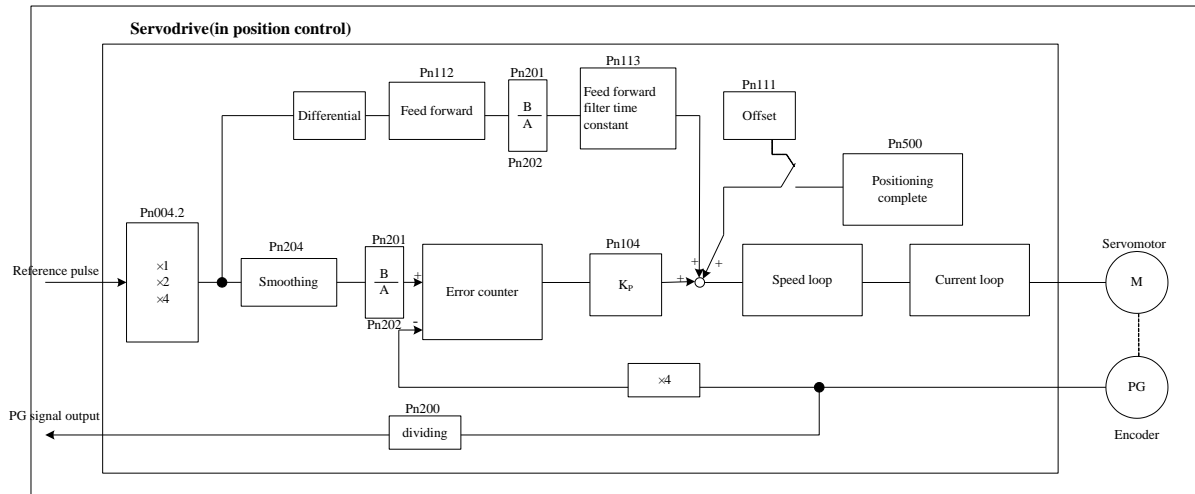 Servodrive(in position control)
Pn112
Pn201
Pn113
Pn111
Differential
Feed forward
B
A
Feed forward
filter time
constant
Offset
Pn202
Pn500
Positioning
complete
Pn004.2
Reference pulse
×1
×2
×4
Pn204
Smoothing
Pn201
B
A
Pn202
+
-
Error counter
Pn104
KP
+
+
+
Speed loop
Current loop
Servomotor
M
×4
PG
Encoder
PG signal output
Pn200
dividing